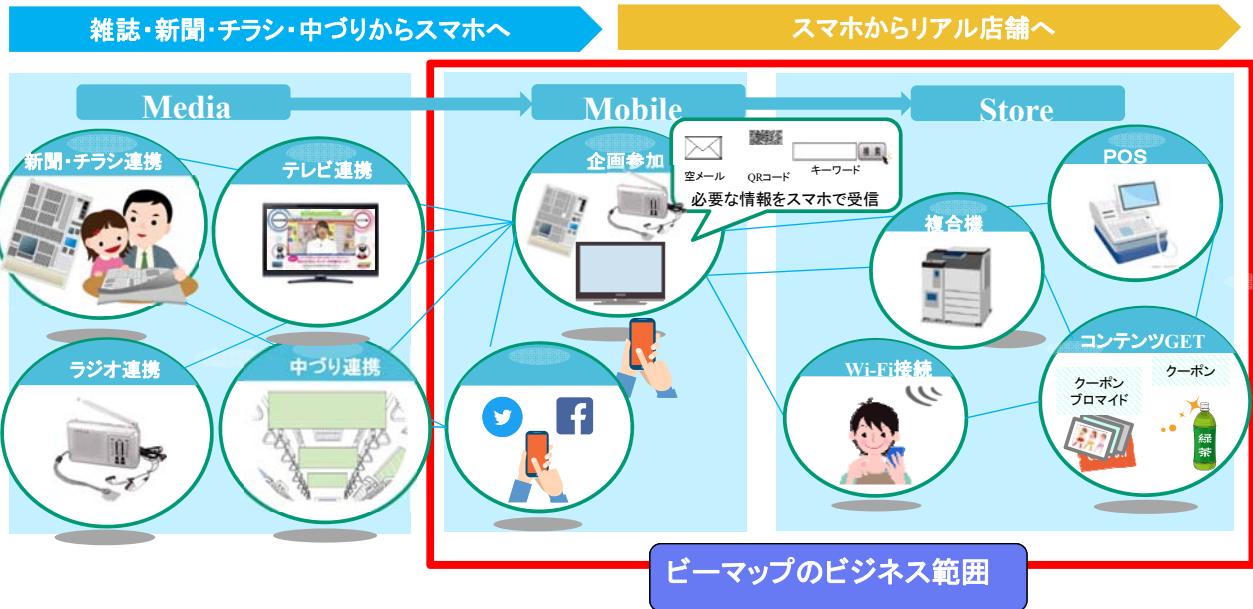 雑誌・新聞・チラシ・中づりからスマホへ
スマホからリアル店舗へ
Media
Mobile
Store
新聞・チラシ連携
テレビ連携
ラジオ連携
中づり連携
企画参加
空メール
QRコード
キーワード
検索
必要な情報をスマホで受信
複合機
POS
Wi-Fi接続
コンテンツGET
クーポン
ブロマイド
クーポン
緑
茶
ビーマップのビジネス範囲